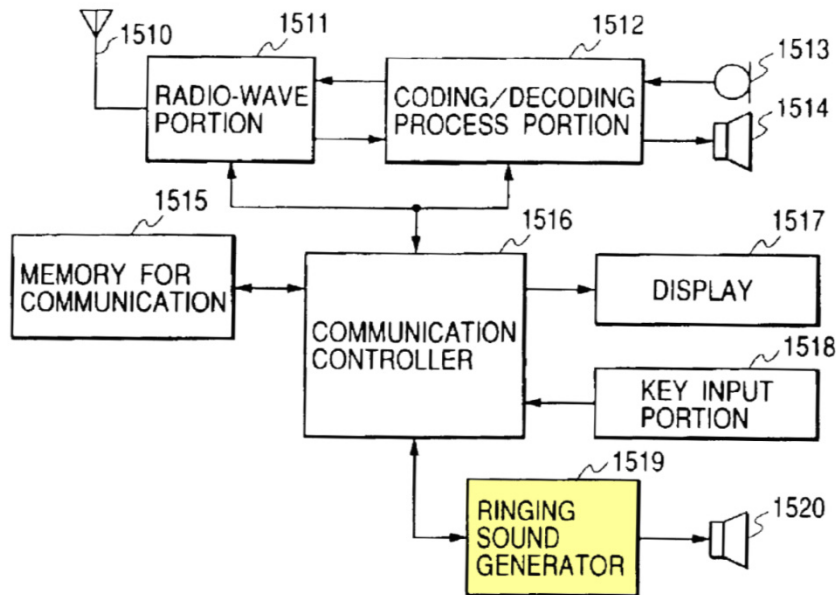 1510
1511
1512
1513
RADIO-WAVE
PORTION
CODING/DECODING
PROCESS PORTION
1514
1515
1516
1517
MEMORY FOR
COMMUNICATION
COMMUNICATION
CONTROLLER
DISPLAY
1518
KEY INPUT
PORTION
1519
RINGING
SOUND
GENERATOR
1520